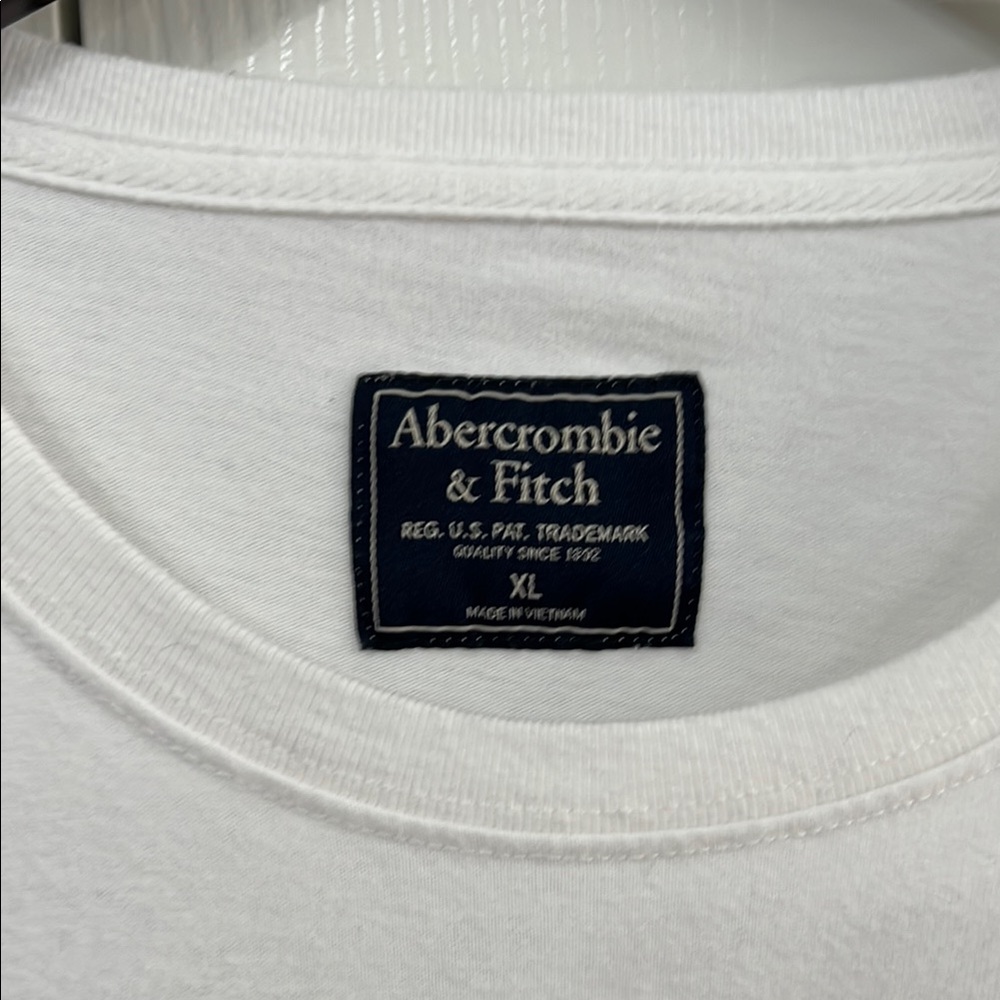 Abercrombie
& Fitch
REG. U.S. PAT. TRADEMARK
QUALITY SINCE 1892
XL
MADE IN VIETNAM